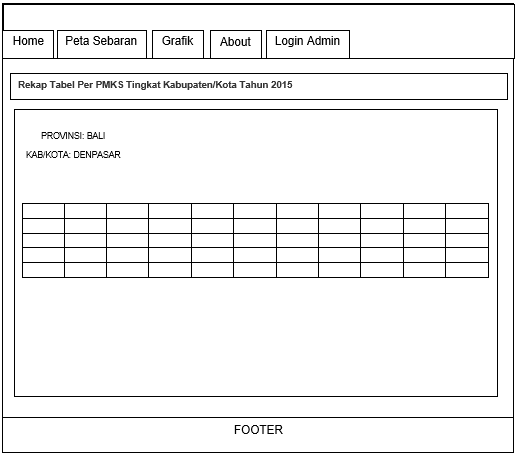 Home Peta Sebaran Grafik About Login Admin
Rekap Tabel Per PMKS Tingkat Kabupaten/Kota Tahun 2015
PROVINSI: BALI
KAB/KOTA: DENPASAR
FOOTER